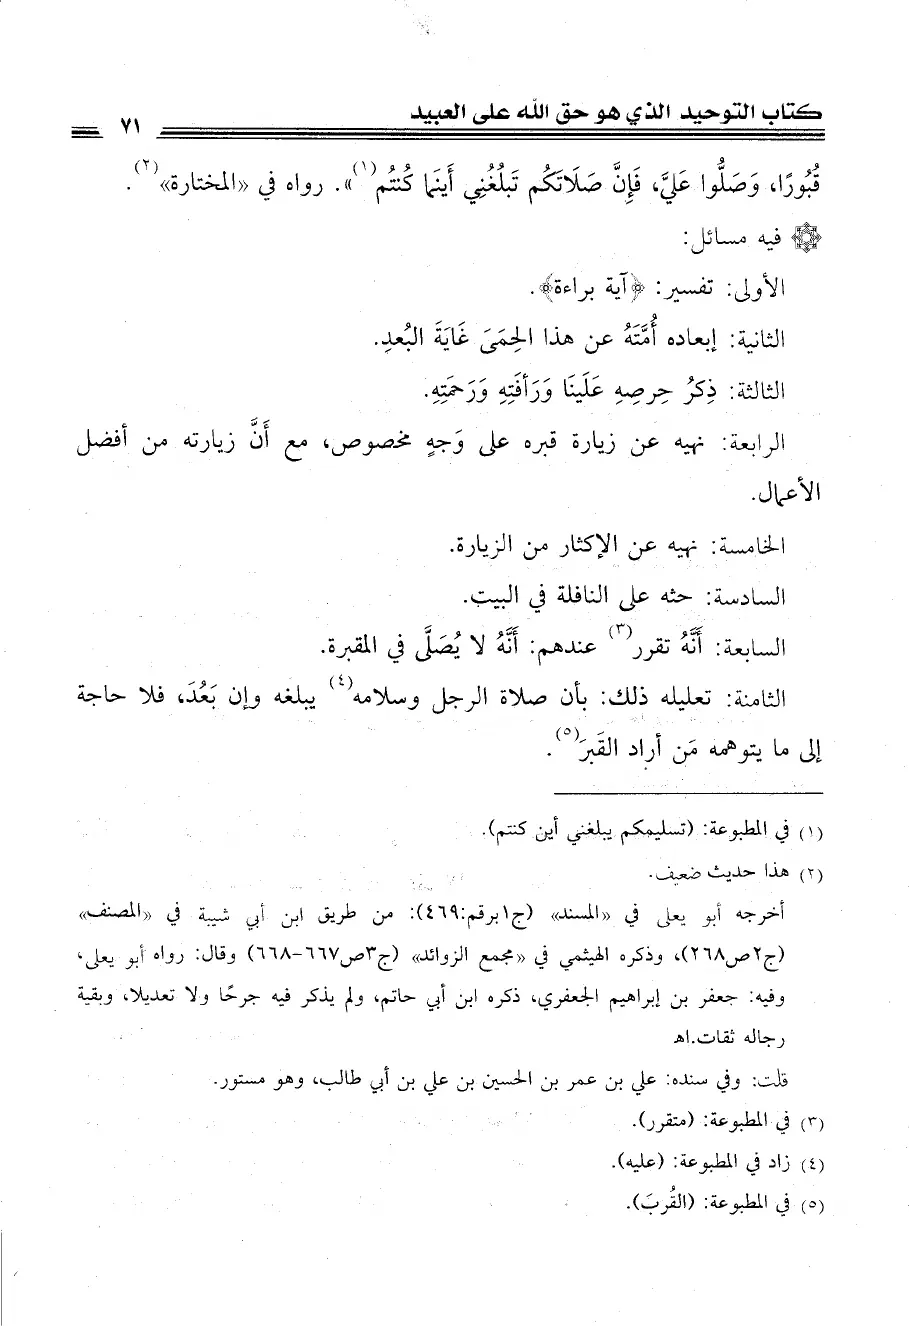 كتاب التوحيد الذي هو حق الله على العبيد ٧١
قُبُورًا، وَصَلُّوا عَلَيَّ، فَإِنَّ صَلَاتَكُم تَبلُغُنِي أَينَمَا كُنتُم(١)». رواه في «المختارة»(٢).
فيه مسائل:
الأولى: تفسير: ﴿آية براءة﴾.
الثانية: إبعاده أُمَّتَهُ عن هذا الحِمَىَ غَايَةَ البُعدِ.
الثالثة: ذِكرُ حِرصِهِ عَلَينَا وَرَأفَتِهِ وَرَحمَتِهِ.
الرابعة: نهيه عن زيارة قبره على وَجهٍ مخصوص، مع أَنَّ زيارته من أفضل
الأعمال.
الخامسة: نهيه عن الإكثار من الزيارة.
السادسة: حثه على النافلة في البيت.
السابعة: أَنَّهُ تقرر(٣) عندهم: أَنَّهُ لا يُصَلَّى في المقبرة.
الثامنة: تعليله ذلك: بأن صلاة الرجل وسلامه(٤) يبلغه وإن بَعُدَ، فلا حاجة
إلى ما يتوهمه مَن أراد القَبرَ(٥).
(١) في المطبوعة: (تسليمكم يبلغني أين كنتم).
(٢) هذا حديث ضعيف.
أخرجه أبو يعلى في «المسند» (ج١برقم:٤٦٩): من طريق ابن أبي شيبة في «المصنف»
(ج٢ص٢٦٨)، وذكره الهيثمي في «مجمع الزوائد» (ج٣ص٦٦٧-٦٦٨) وقال: رواه أبو يعلى،
وفيه: جعفر بن إبراهيم الجعفري، ذكره ابن أبي حاتم، ولم يذكر فيه جرحًا ولا تعديلا، وبقية
رجاله ثقات.اهـ
قلت: وفي سنده: علي بن عمر بن الحسين بن علي بن أبي طالب، وهو مستور.
(٣) في المطبوعة: (متقرر).
(٤) زاد في المطبوعة: (عليه).
(٥) في المطبوعة: (القُربَ).